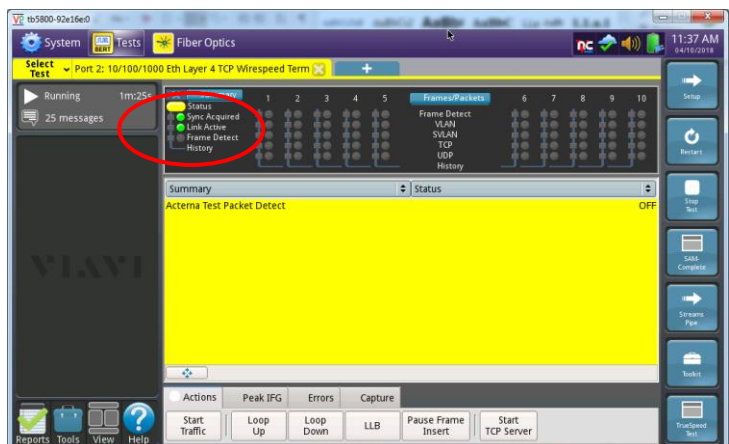 tb5800-92e16e0
System
Tests
Fiber Optics
11:37 AM
04/10/2018
Select
Test
Port 2: 10/100/1000 Eth Layer 4 TCP Wirespeed Term
Running 1m:25s
25 messages
Status
Sync Acquired
Link Active
Frame Detect
History
1 2 3 4 5
Frames/Packets
Frame Detect
VLAN
SVLAN
TCP
UDP
History
6 7 8 9 10
Summary
Status
Acterna Test Packet Detect OFF
VIAVI
Setup
Restart
Stop
Test
SAM-
Complete
Streams
Pipe
Toolkit
TrueSpeed
Test
Actions Peak IFG Errors Capture
Start
Traffic
Loop
Up
Loop
Down
LLB
Pause Frame
Insert
Start
TCP Server
Reports Tools View Help